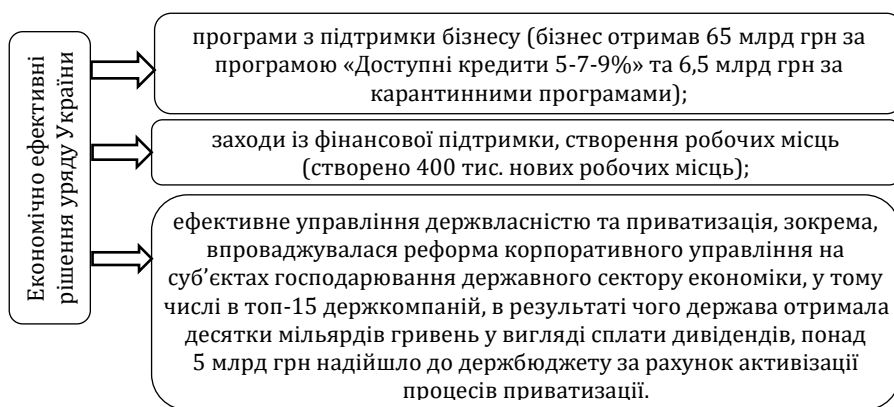 Економічно ефективні
рішення уряду України
програми з підтримки бізнесу (бізнес отримав 65 млрд грн за
програмою «Доступні кредити 5-7-9%» та 6,5 млрд грн за
карантинними програмами);
заходи із фінансової підтримки, створення робочих місць
(створено 400 тис. нових робочих місць);
ефективне управління держвласністю та приватизація, зокрема,
впроваджувалася реформа корпоративного управління на
суб’єктах господарювання державного сектору економіки, у тому
числі в топ-15 держкомпаній, в результаті чого держава отримала
десятки мільярдів гривень у вигляді сплати дивідендів, понад
5 млрд грн надійшло до держбюджету за рахунок активізації
процесів приватизації.